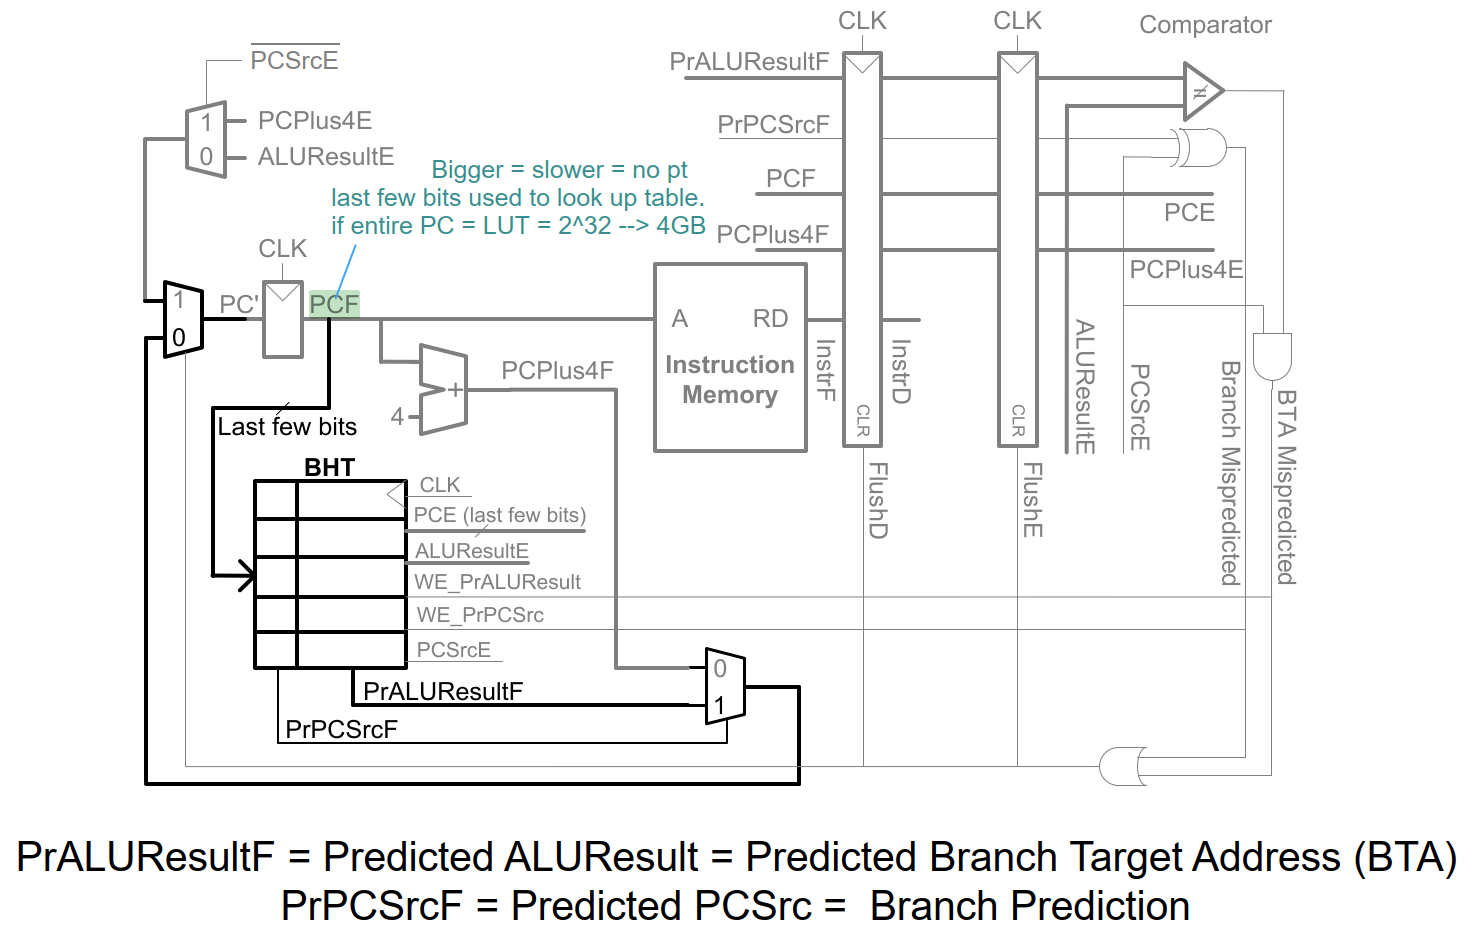 CLK
CLK
Comparator
PCSrcE
PrALUResultF
1
PCPlus4E
0
ALUResultE
PrPCSrcF
Bigger = slower = no pt
last few bits used to look up table.
if entire PC = LUT = 2^32 --> 4GB
PCF
PCE
PCPlus4F
PCPlus4E
CLK
1
PC'
PCF
0
A
RD
Instruction
Memory
InstrF
InstrD
ALUResultE
PCSrcE
Branch Mispredicted
BTA Mispredicted
PCPlus4F
+
4
CLR
CLR
FlushD
FlushE
Last few bits
BHT
CLK
PCE (last few bits)
ALUResultE
WE_PrALUResult
WE_PrPCSrc
PCSrcE
0
1
PrALUResultF
PrPCSrcF
PrALUResultF = Predicted ALUResult = Predicted Branch Target Address (BTA)
PrPCSrcF = Predicted PCSrc = Branch Prediction